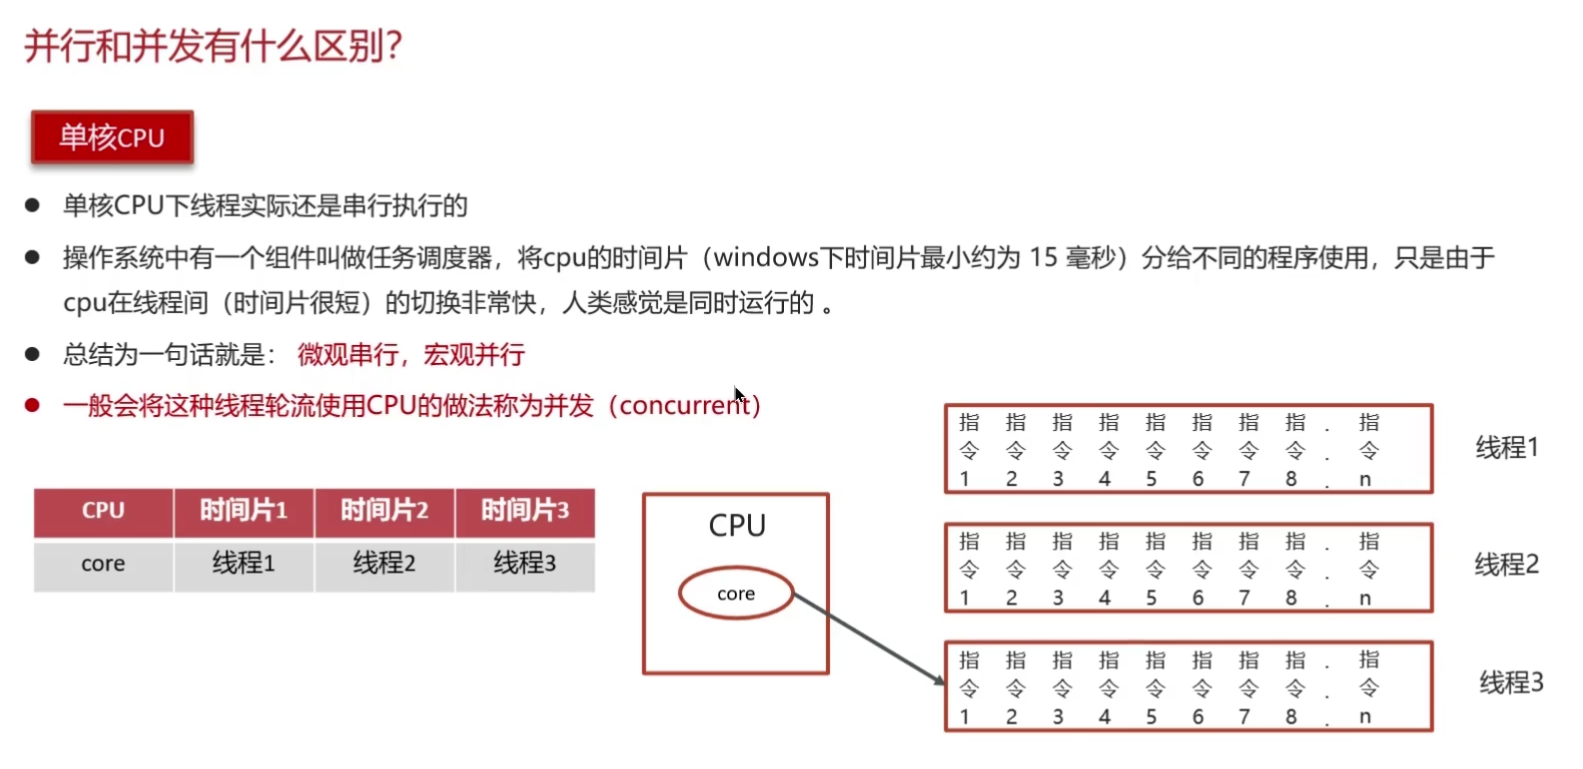 并行和并发有什么区别?
单核CPU
单核CPU下线程实际还是串行执行的
操作系统中有一个组件叫做任务调度器，将cpu的时间片（windows下时间片最小约为 15 毫秒）分给不同的程序使用，只是由于
cpu在线程间（时间片很短）的切换非常快，人类感觉是同时运行的 。
总结为一句话就是： 微观串行，宏观并行
一般会将这种线程轮流使用CPU的做法称为并发（concurrent）
CPU 时间片1 时间片2 时间片3
core 线程1 线程2 线程3
CPU
core
指 指 指 指 指 指 指 指 . 指
令 令 令 令 令 令 令 令 . 令
1 2 3 4 5 6 7 8 . n
线程1
指 指 指 指 指 指 指 指 . 指
令 令 令 令 令 令 令 令 . 令
1 2 3 4 5 6 7 8 . n
线程2
指 指 指 指 指 指 指 指 . 指
令 令 令 令 令 令 令 令 . 令
1 2 3 4 5 6 7 8 . n
线程3